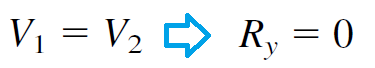 V₁ = V₂ ⇨ R_y = 0